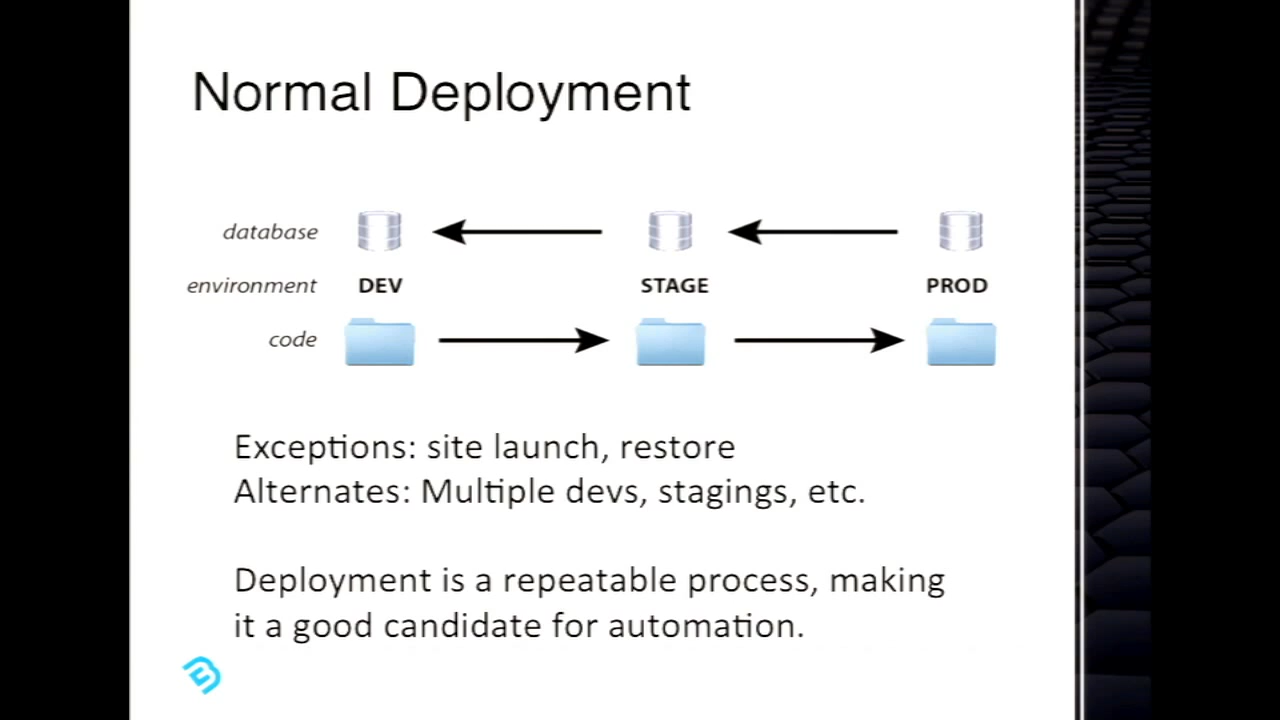 Normal Deployment
database
environment DEV STAGE PROD
code
Exceptions: site launch, restore
Alternates: Multiple devs, stagings, etc.
Deployment is a repeatable process, making
it a good candidate for automation.